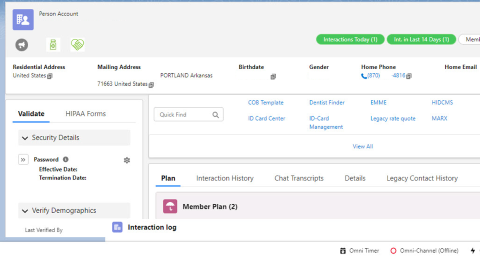 Person Account
Interactions Today (1)
Int. in Last 14 Days (1)
Memb
Residential Address
Mailing Address
Birthdate
Gender
Home Phone
Home Email
United States
PORTLAND Arkansas
71663 United States
(870) 4816
Validate
HIPAA Forms
Security Details
Password
Effective Date:
Termination Date:
Verify Demographics
Last Verified By
Quick Find
COB Template
Dentist Finder
EMME
HIDCMS
ID Card Center
ID-Card Management
Legacy rate quote
MARX
View All
Plan
Interaction History
Chat Transcripts
Details
Legacy Contact History
Member Plan (2)
Interaction log
Omni Timer
Omni-Channel (Offline)